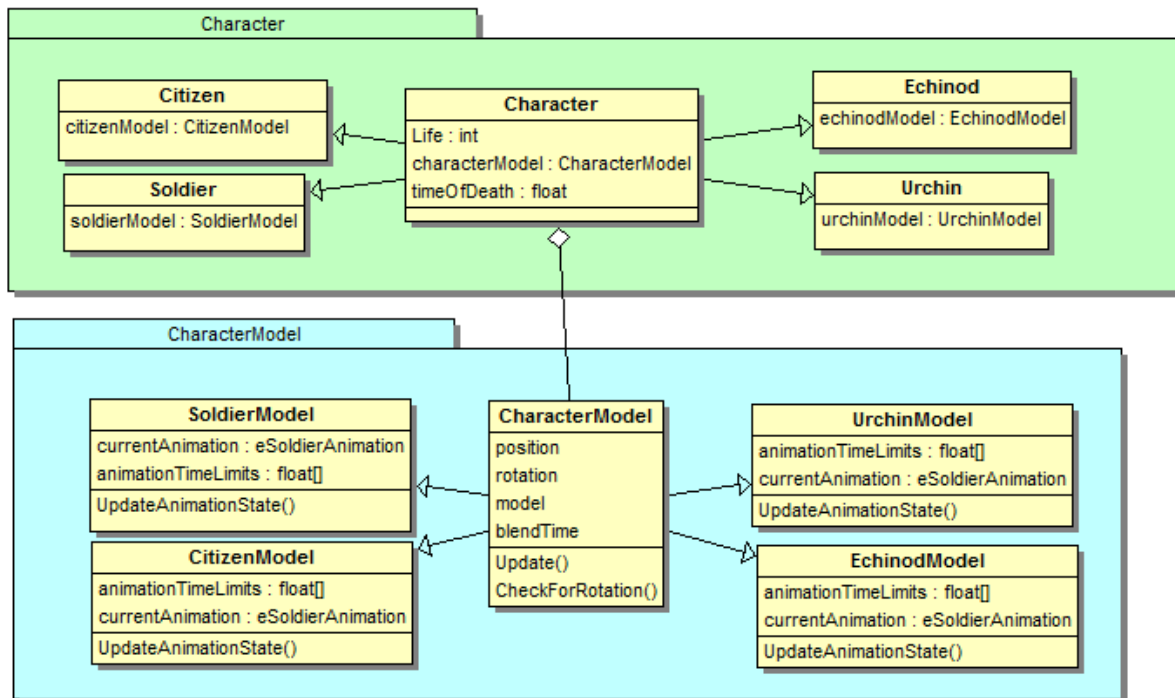 Character
Citizen
citizenModel : CitizenModel
Soldier
soldierModel : SoldierModel
Character
Life : int
characterModel : CharacterModel
timeOfDeath : float
Echinod
echinodModel : EchinodModel
Urchin
urchinModel : UrchinModel
CharacterModel
SoldierModel
currentAnimation : eSoldierAnimation
animationTimeLimits : float[]
UpdateAnimationState()
CitizenModel
animationTimeLimits : float[]
currentAnimation : eSoldierAnimation
UpdateAnimationState()
CharacterModel
position
rotation
model
blendTime
Update()
CheckForRotation()
UrchinModel
animationTimeLimits : float[]
currentAnimation : eSoldierAnimation
UpdateAnimationState()
EchinodModel
animationTimeLimits : float[]
currentAnimation : eSoldierAnimation
UpdateAnimationState()